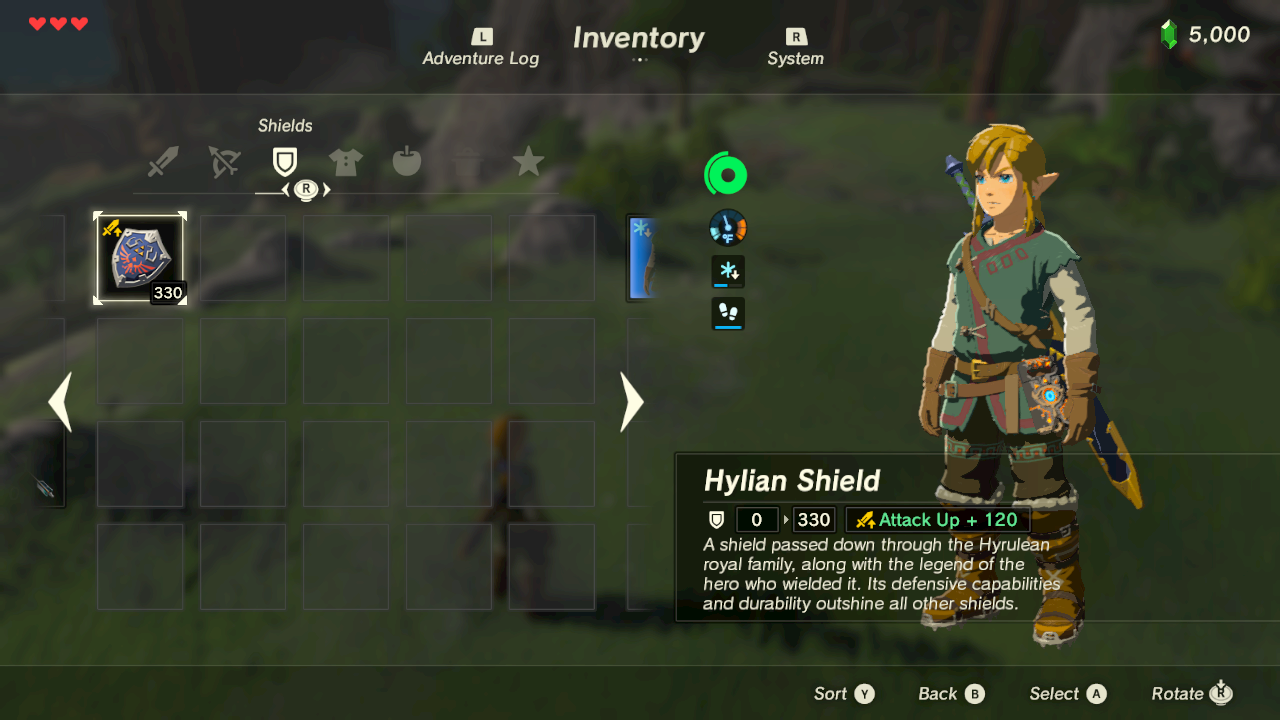 L
Adventure Log
Inventory
R
System
5,000
Shields
R
330
°F
Hylian Shield
0 330 Attack Up + 120
A shield passed down through the Hyrulean
royal family, along with the legend of the
hero who wielded it. Its defensive capabilities
and durability outshine all other shields.
Sort Y Back B Select A Rotate R